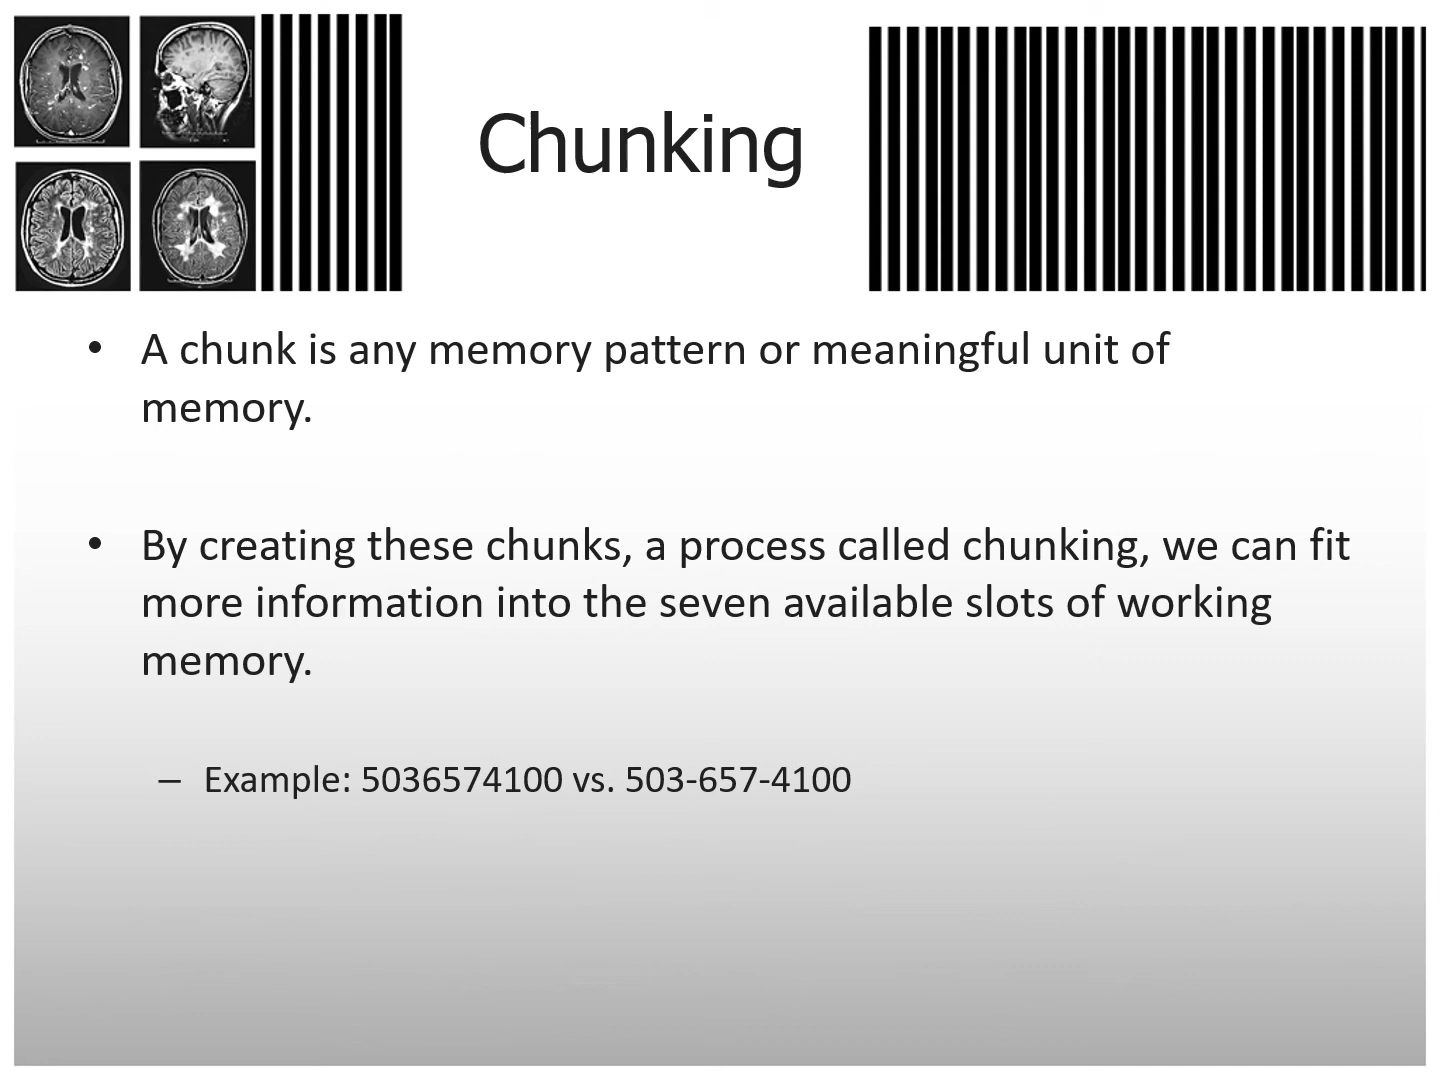 Chunking
• A chunk is any memory pattern or meaningful unit of
memory.
• By creating these chunks, a process called chunking, we can fit
more information into the seven available slots of working
memory.
– Example: 5036574100 vs. 503-657-4100